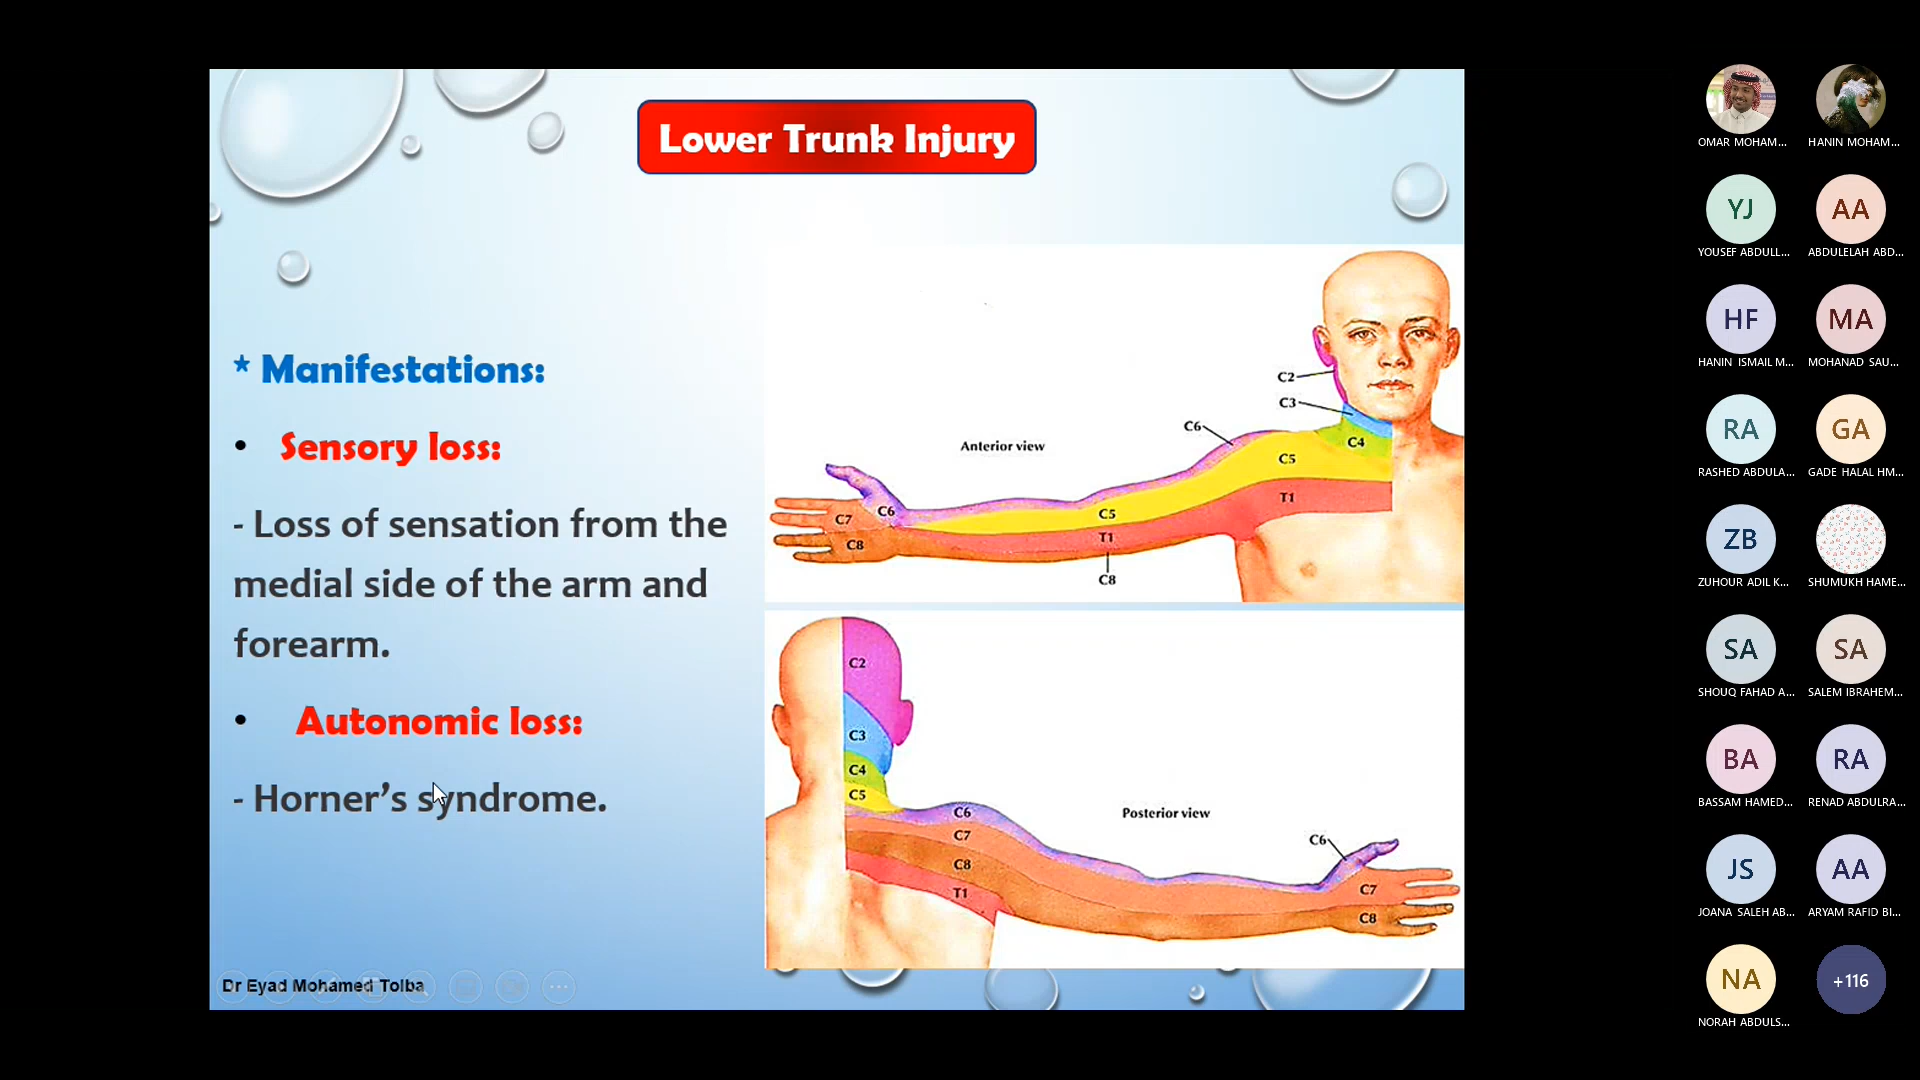 Lower Trunk Injury
* Manifestations:
• Sensory loss:
- Loss of sensation from the
medial side of the arm and
forearm.
• Autonomic loss:
- Horner’s syndrome.
Dr Eyad Mohamed Tolba
C2
C3
C6
C4
Anterior view
C5
T1
C7
C6
C5
C8
T1
C8
C2
C3
C4
C5
C6
C7
C8
T1
Posterior view
C6
C7
C8
OMAR MOHAM...
HANIN MOHAM...
YJ
AA
YOUSEF ABDULL...
ABDULELAH ABD...
HF
MA
HANIN ISMAIL M...
MOHANAD SAU...
RA
GA
RASHED ABDULA...
GADE HALAL HM...
ZB
ZUHOUR ADIL K...
SHUMUKH HAME...
SA
SA
SHOUQ FAHAD A...
SALEM IBRAHEM...
BA
RA
BASSAM HAMED...
RENAD ABDULRA...
JS
AA
JOANA SALEH AB...
ARYAM RAFID BI...
NA
+116
NORAH ABDULS...